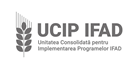 UCIP IFAD
Unitatea Consolidată pentru
Implementarea Programelor IFAD